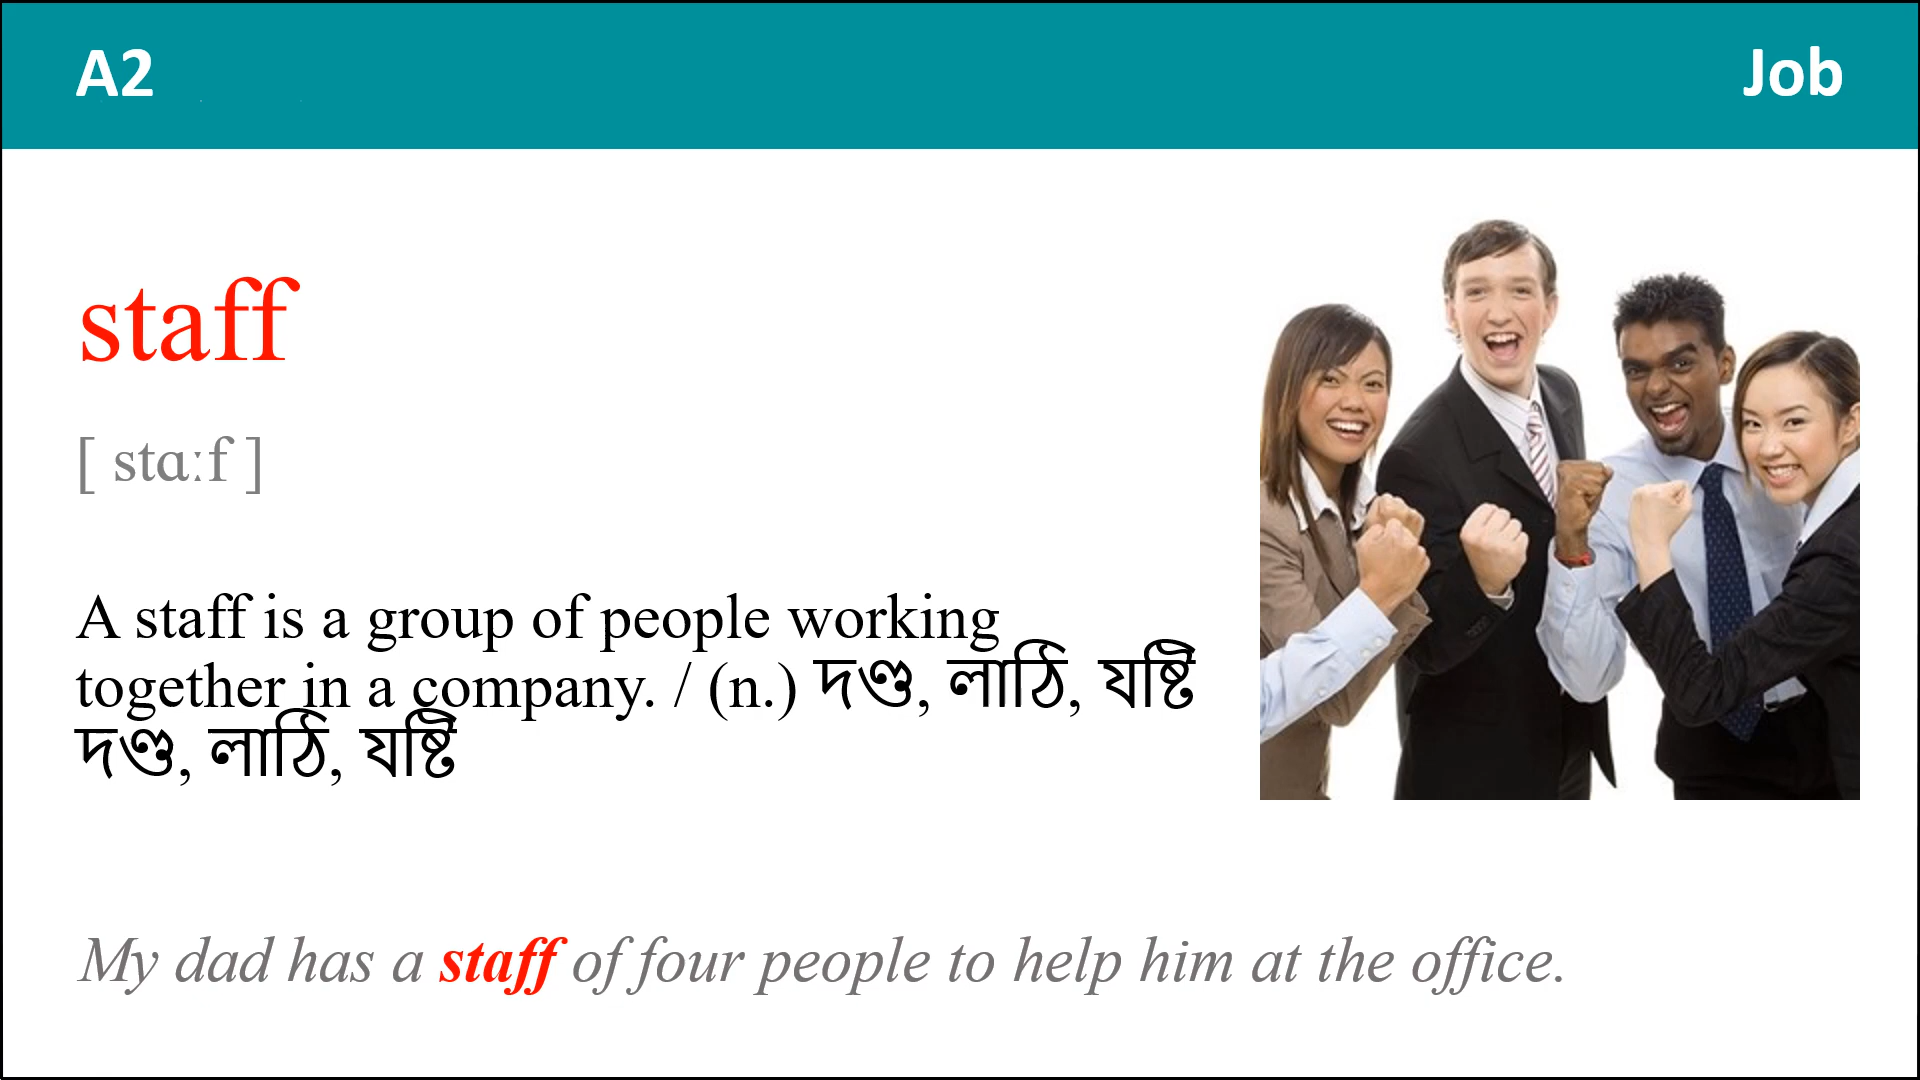 A2
Job
staff
[ stɑːf ]
A staff is a group of people working
together in a company. / (n.) দণ্ড, লাঠি, যষ্টি
দণ্ড, লাঠি, যষ্টি
My dad has a staff of four people to help him at the office.